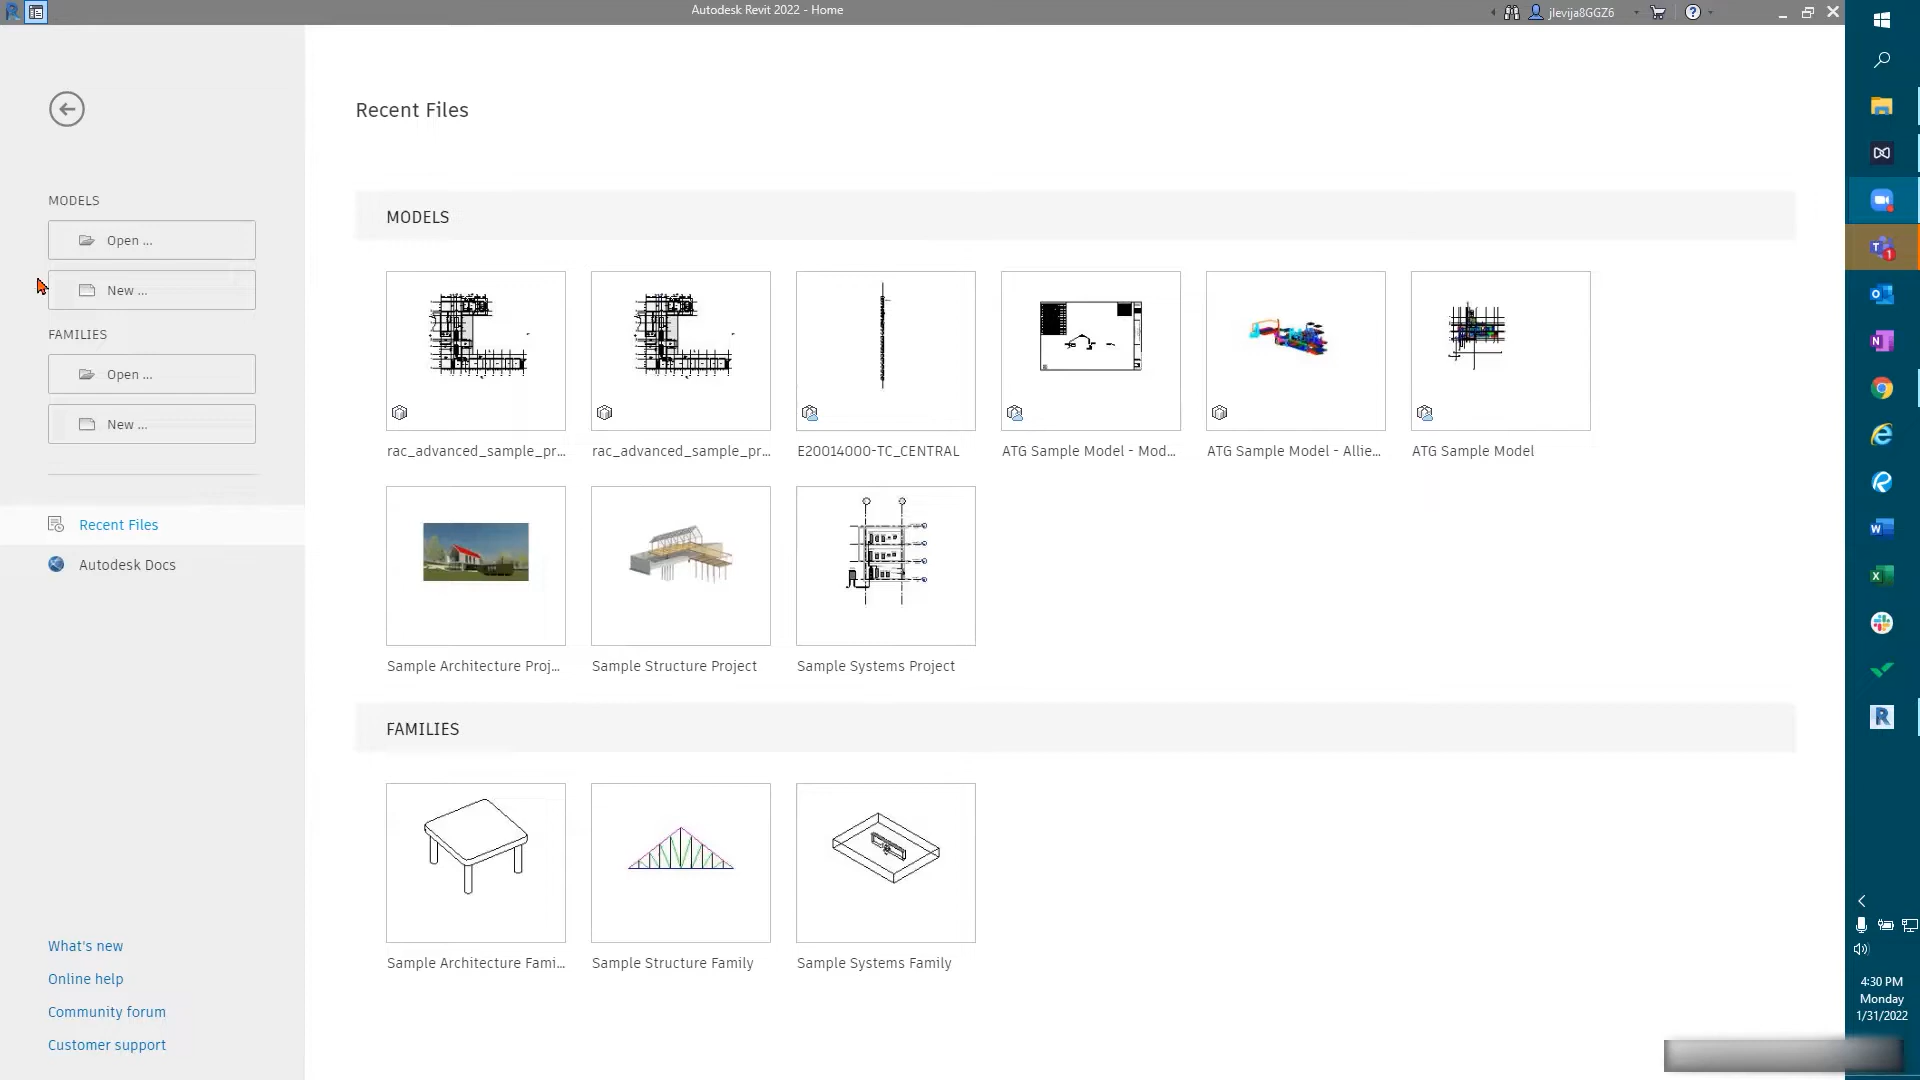 Autodesk Revit 2022 - Home
jlevija8GGZ6
Recent Files
MODELS
Open ...
New ...
FAMILIES
Open ...
New ...
Recent Files
Autodesk Docs
What's new
Online help
Community forum
Customer support
MODELS
rac_advanced_sample_pr...
rac_advanced_sample_pr...
E20014000-TC_CENTRAL
ATG Sample Model - Mod...
ATG Sample Model - Allie...
ATG Sample Model
Sample Architecture Proj...
Sample Structure Project
Sample Systems Project
FAMILIES
Sample Architecture Fami...
Sample Structure Family
Sample Systems Family
4:30 PM
Monday
1/31/2022